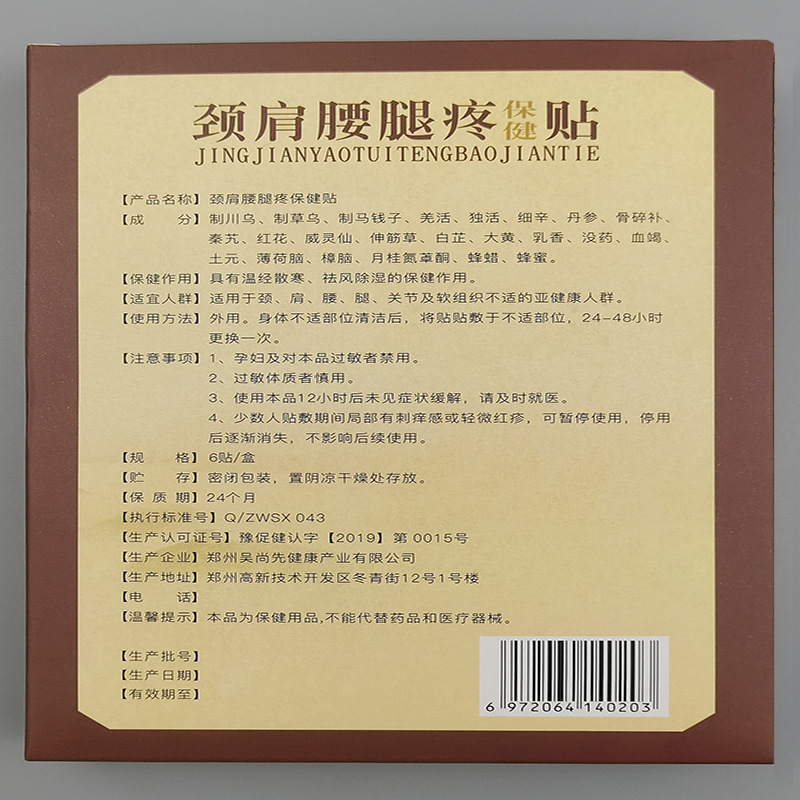 颈肩腰腿疼保健贴
JINGJIANYAOTUITENGBAOJIANTIE
【产品名称】颈肩腰腿疼保健贴
【成 分】制川乌、制草乌、制马钱子、羌活、独活、细辛、丹参、骨碎补、
秦艽、红花、威灵仙、伸筋草、白芷、大黄、乳香、没药、血竭、
土元、薄荷脑、樟脑、月桂氮䓬酮、蜂蜡、蜂蜜。
【保健作用】具有温经散寒、祛风除湿的保健作用。
【适宜人群】适用于颈、肩、腰、腿、关节及软组织不适的亚健康人群。
【使用方法】外用。身体不适部位清洁后，将贴贴敷于不适部位，24-48小时
更换一次。
【注意事项】1、孕妇及对本品过敏者禁用。
2、过敏体质者慎用。
3、使用本品12小时后未见症状缓解，请及时就医。
4、少数人贴敷期间局部有刺痒感或轻微红疹，可暂停使用，停用
后逐渐消失，不影响后续使用。
【规 格】6贴/盒
【贮 存】密闭包装，置阴凉干燥处存放。
【保 质 期】24个月
【执行标准号】Q/ZWSX 043
【生产认可证号】豫促健认字【2019】第 0015号
【生产企业】郑州吴尚先健康产业有限公司
【生产地址】郑州高新技术开发区冬青街12号1号楼
【电 话】
【温馨提示】本品为保健用品,不能代替药品和医疗器械。
【生产批号】
【生产日期】
【有效期至】
6 972064 140203